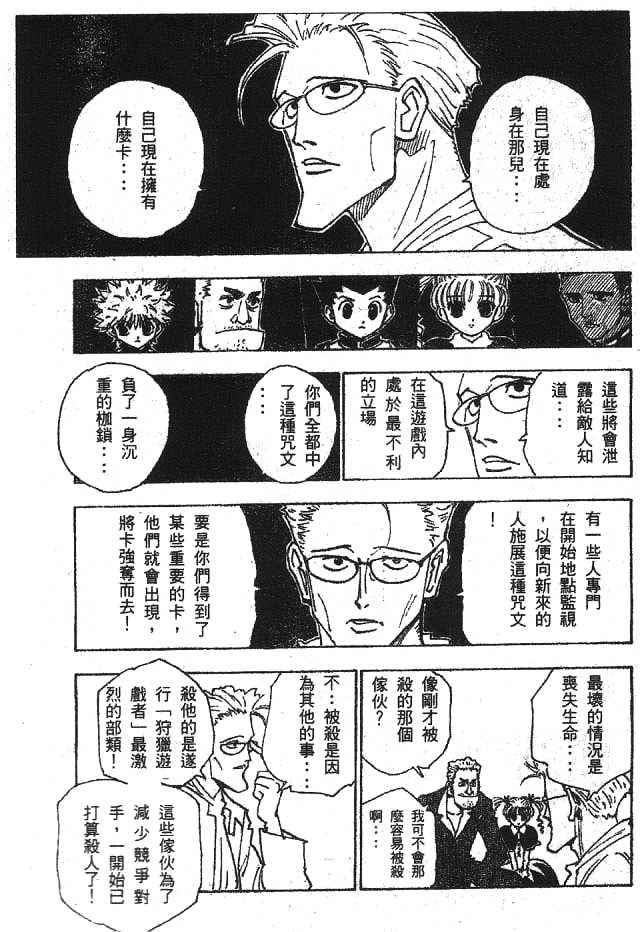 自己現在處
身在那兒⋯
自己現在擁有
什麼卡⋯
這些將會泄
露給敵人知
道⋯
在這遊戲內
處於最不利
的立場
你們全都中
了這種咒文
⋯
負了一身沉
重的枷鎖⋯
有一些人專門
在開始地點監視
，以便向新來的
人施展這種咒文
！
要是你們得到了
某些重要的卡，
他們就會出現，
將卡強奪而去！
最壞的情況是
喪失生命⋯
像剛才被
殺的那個
傢伙？
我可不會那
麼容易被殺
啊⋯
不⋯被殺是因
為其他的事⋯
殺他的是遂
行「狩獵遊
戲者」最激
烈的部類！
這些傢伙為了
減少競爭對
手，一開始已
打算殺人了！